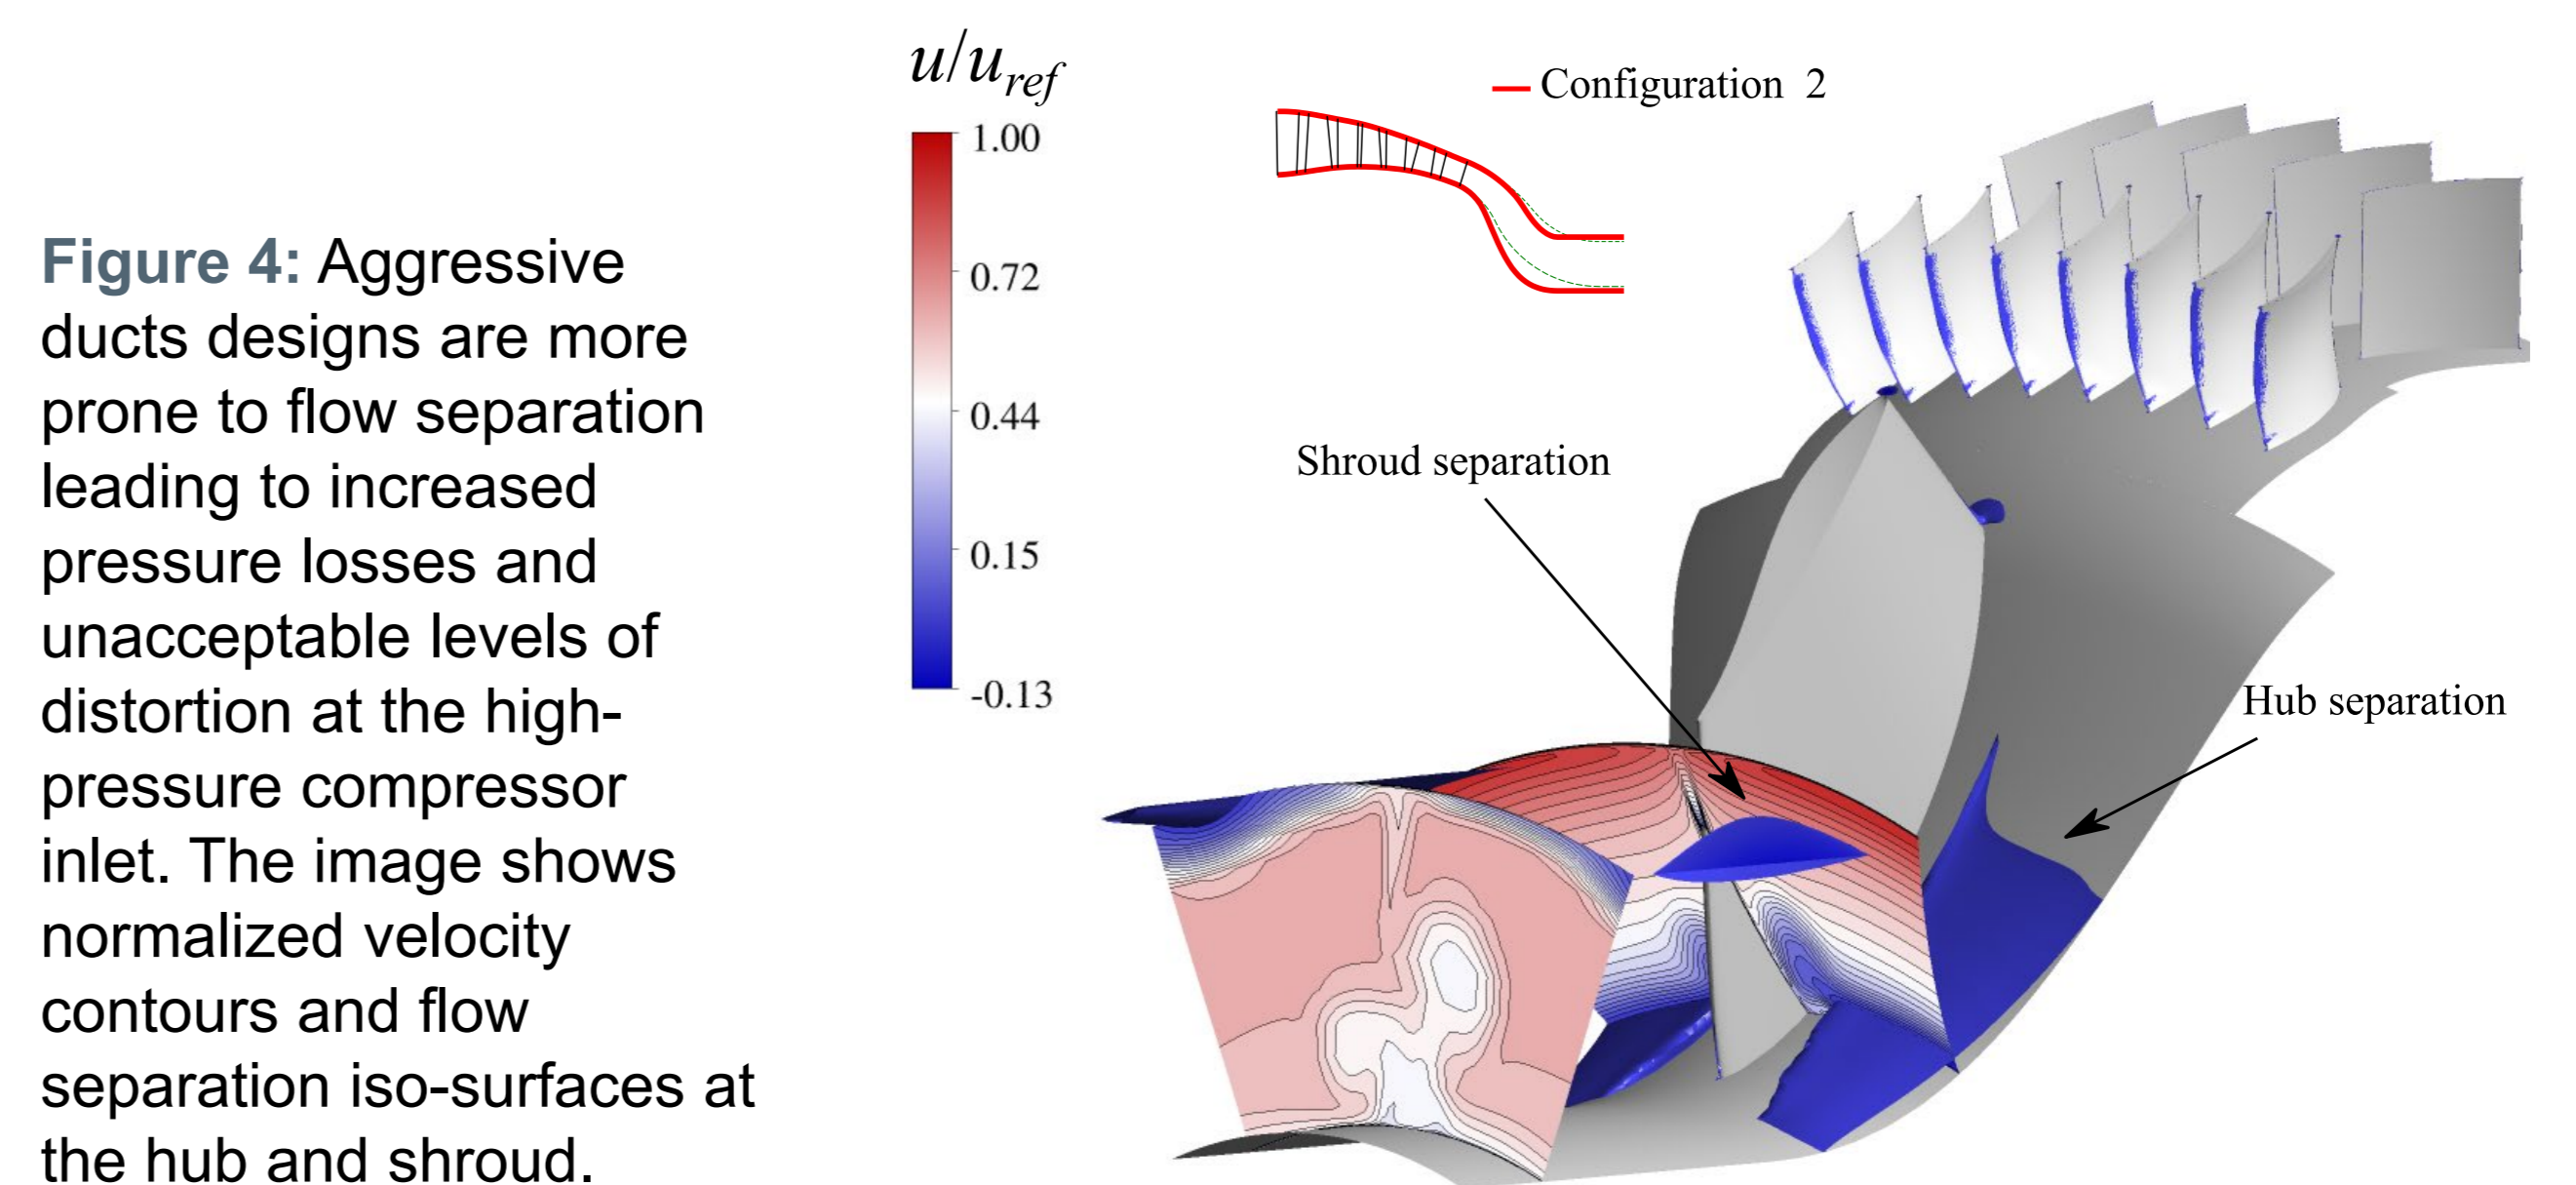 Figure 4: Aggressive
ducts designs are more
prone to flow separation
leading to increased
pressure losses and
unacceptable levels of
distortion at the high-
pressure compressor
inlet. The image shows
normalized velocity
contours and flow
separation iso-surfaces at
the hub and shroud.
u/u_ref
1.00
0.72
0.44
0.15
-0.13
Configuration 2
Shroud separation
Hub separation